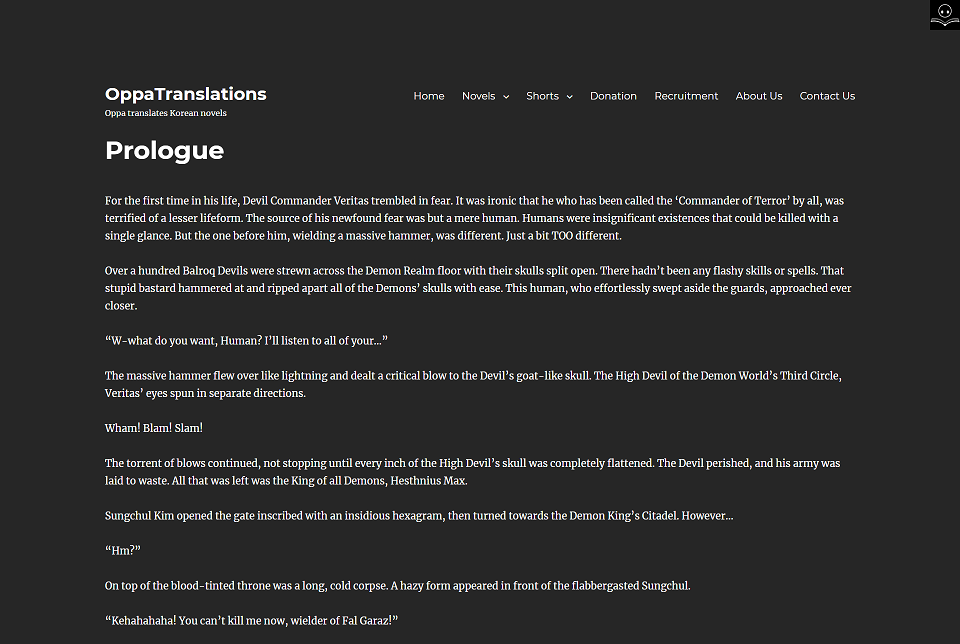 OppaTranslations
Oppa translates Korean novels
Home Novels Shorts Donation Recruitment About Us Contact Us
Prologue
For the first time in his life, Devil Commander Veritas trembled in fear. It was ironic that he who has been called the ‘Commander of Terror’ by all, was
terrified of a lesser lifeform. The source of his newfound fear was but a mere human. Humans were insignificant existences that could be killed with a
single glance. But the one before him, wielding a massive hammer, was different. Just a bit TOO different.
Over a hundred Balroq Devils were strewn across the Demon Realm floor with their skulls split open. There hadn’t been any flashy skills or spells. That
stupid bastard hammered at and ripped apart all of the Demons’ skulls with ease. This human, who effortlessly swept aside the guards, approached ever
closer.
“W-what do you want, Human? I’ll listen to all of your…”
The massive hammer flew over like lightning and dealt a critical blow to the Devil’s goat-like skull. The High Devil of the Demon World’s Third Circle,
Veritas’ eyes spun in separate directions.
Wham! Blam! Slam!
The torrent of blows continued, not stopping until every inch of the High Devil’s skull was completely flattened. The Devil perished, and his army was
laid to waste. All that was left was the King of all Demons, Hesthnius Max.
Sungchul Kim opened the gate inscribed with an insidious hexagram, then turned towards the Demon King’s Citadel. However…
“Hm?”
On top of the blood-tinted throne was a long, cold corpse. A hazy form appeared in front of the flabbergasted Sungchul.
“Kehahahaha! You can’t kill me now, wielder of Fal Garaz!”